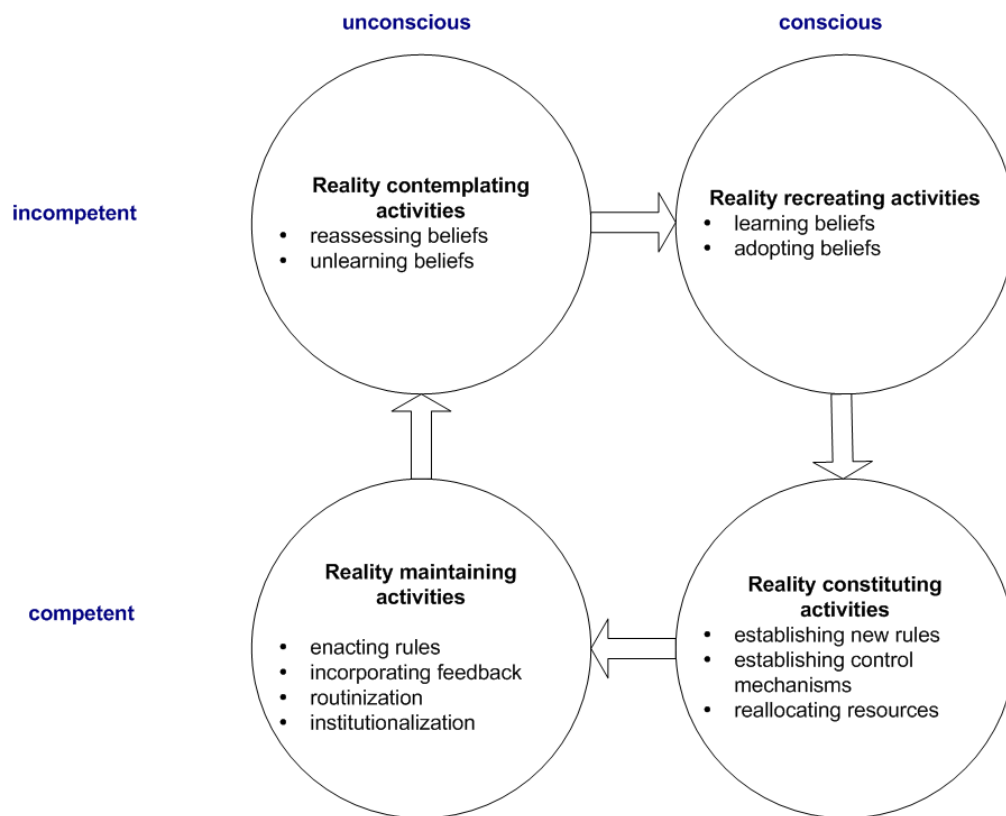 unconscious
conscious
incompetent
Reality contemplating
activities
• reassessing beliefs
• unlearning beliefs
Reality recreating activities
• learning beliefs
• adopting beliefs
competent
Reality maintaining
activities
• enacting rules
• incorporating feedback
• routinization
• institutionalization
Reality constituting
activities
• establishing new rules
• establishing control
mechanisms
• reallocating resources